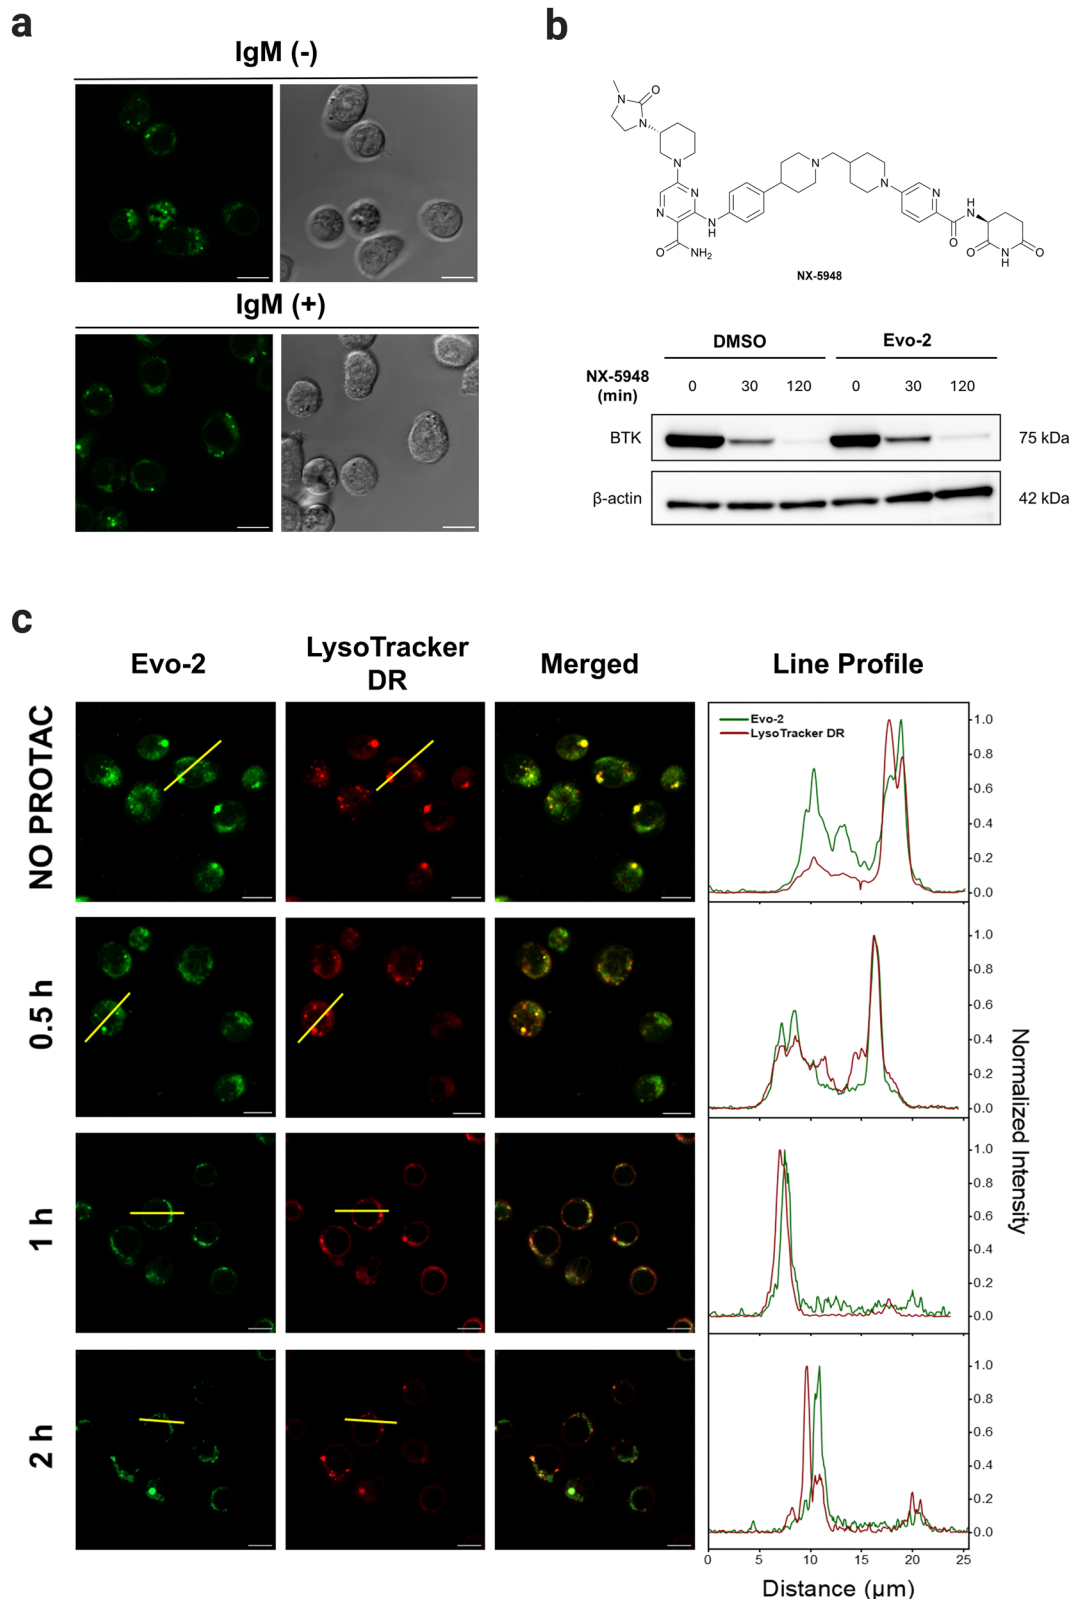 a
IgM (-)
IgM (+)
b
N
O
N
N
N
N
N
H
O
NH2
N
N
N
O
H
N
O
N
H
O
NX-5948
DMSO
Evo-2
NX-5948
(min)
0
30
120
0
30
120
BTK
75 kDa
β-actin
42 kDa
c
Evo-2
LysoTracker
DR
Merged
Line Profile
NO PROTAC
Evo-2
LysoTracker DR
1.0
0.8
0.6
0.4
0.2
0.0
0.5 h
1.0
0.8
0.6
0.4
0.2
0.0
Normalized Intensity
1 h
1.0
0.8
0.6
0.4
0.2
0.0
2 h
1.0
0.8
0.6
0.4
0.2
0.0
0
5
10
15
20
25
Distance (μm)